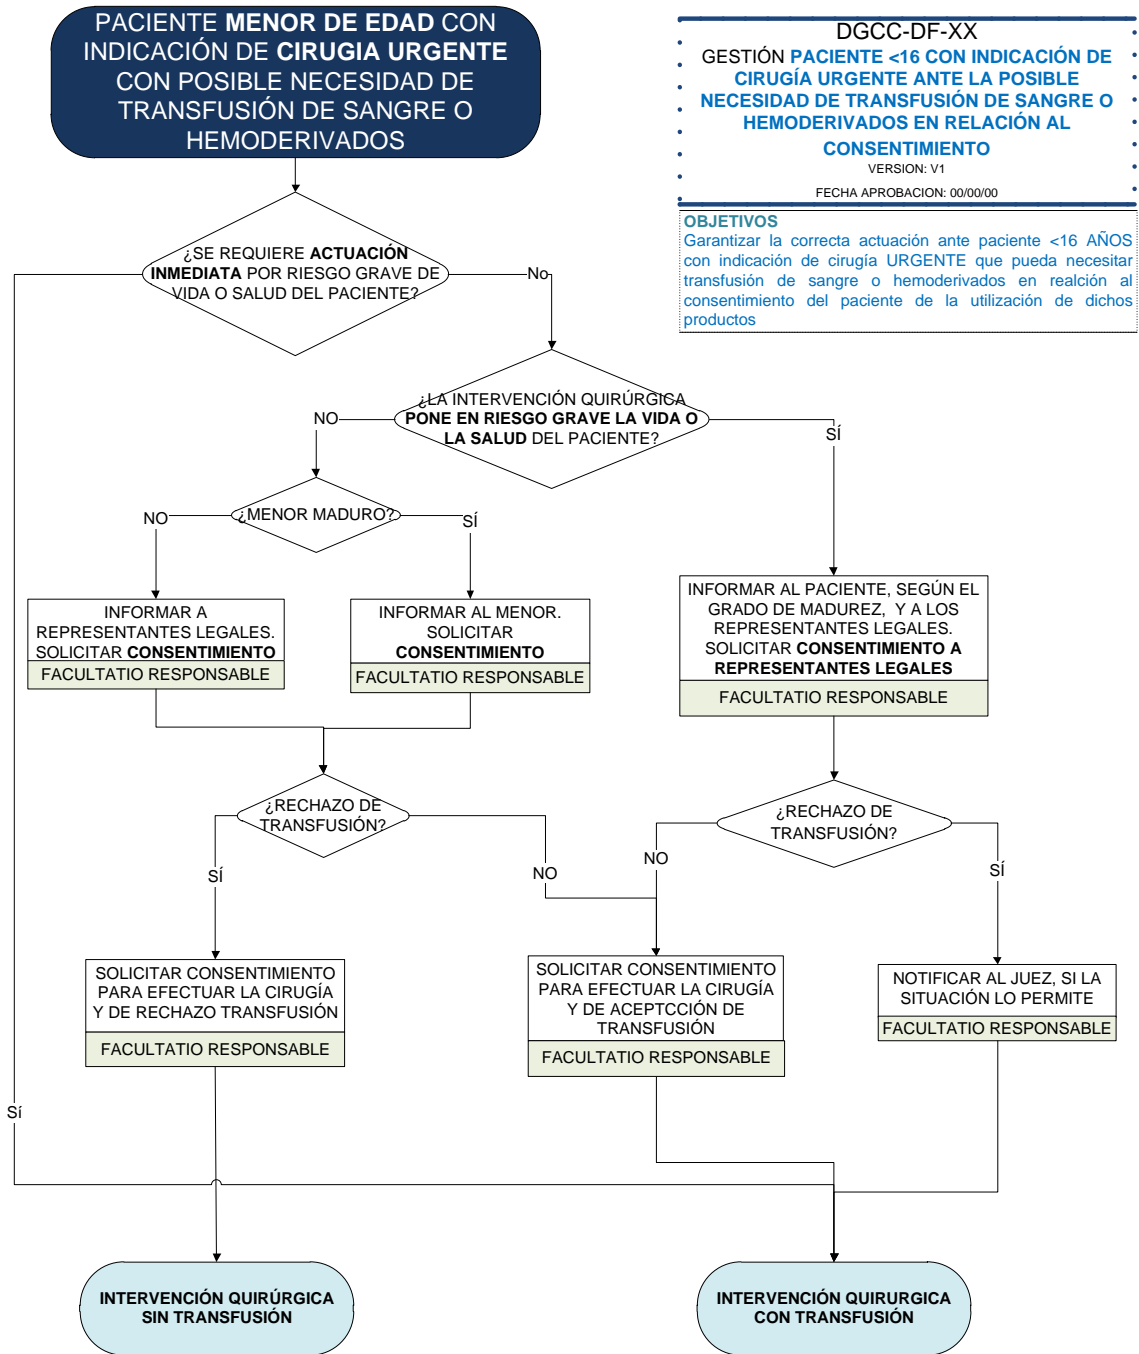 PACIENTE MENOR DE EDAD CON
INDICACIÓN DE CIRUGIA URGENTE
CON POSIBLE NECESIDAD DE
TRANSFUSIÓN DE SANGRE O
HEMODERIVADOS
DGCC-DF-XX
GESTIÓN PACIENTE <16 CON INDICACIÓN DE
CIRUGÍA URGENTE ANTE LA POSIBLE
NECESIDAD DE TRANSFUSIÓN DE SANGRE O
HEMODERIVADOS EN RELACIÓN AL
CONSENTIMIENTO
VERSION: V1
FECHA APROBACION: 00/00/00
OBJETIVOS
Garantizar la correcta actuación ante paciente <16 AÑOS
con indicación de cirugía URGENTE que pueda necesitar
transfusión de sangre o hemoderivados en realción al
consentimiento del paciente de la utilización de dichos
productos
¿SE REQUIERE ACTUACIÓN
INMEDIATA POR RIESGO GRAVE DE
VIDA O SALUD DEL PACIENTE?
No
¿LA INTERVENCIÓN QUIRÚRGICA
PONE EN RIESGO GRAVE LA VIDA O
LA SALUD DEL PACIENTE?
NO
SÍ
¿MENOR MADURO?
NO
SÍ
INFORMAR A
REPRESENTANTES LEGALES.
SOLICITAR CONSENTIMIENTO
FACULTATIO RESPONSABLE
INFORMAR AL MENOR.
SOLICITAR
CONSENTIMIENTO
FACULTATIO RESPONSABLE
INFORMAR AL PACIENTE, SEGÚN EL
GRADO DE MADUREZ, Y A LOS
REPRESENTANTES LEGALES.
SOLICITAR CONSENTIMIENTO A
REPRESENTANTES LEGALES
FACULTATIO RESPONSABLE
¿RECHAZO DE
TRANSFUSIÓN?
¿RECHAZO DE
TRANSFUSIÓN?
SÍ
NO
NO
SÍ
SOLICITAR CONSENTIMIENTO
PARA EFECTUAR LA CIRUGÍA
Y DE RECHAZO TRANSFUSIÓN
FACULTATIO RESPONSABLE
SOLICITAR CONSENTIMIENTO
PARA EFECTUAR LA CIRUGÍA
Y DE ACEPTCCIÓN DE
TRANSFUSIÓN
FACULTATIO RESPONSABLE
NOTIFICAR AL JUEZ, SI LA
SITUACIÓN LO PERMITE
FACULTATIO RESPONSABLE
Sí
INTERVENCIÓN QUIRÚRGICA
SIN TRANSFUSIÓN
INTERVENCIÓN QUIRURGICA
CON TRANSFUSIÓN